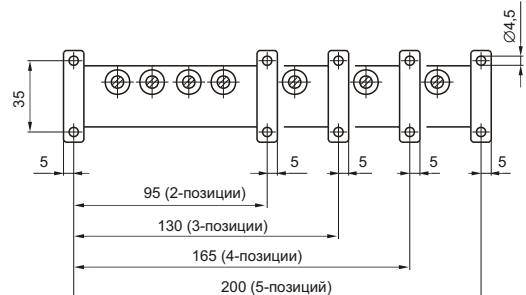 Ø4,5
35
5 5 5 5 5
95 (2-позиции)
130 (3-позиции)
165 (4-позиции)
200 (5-позиций)